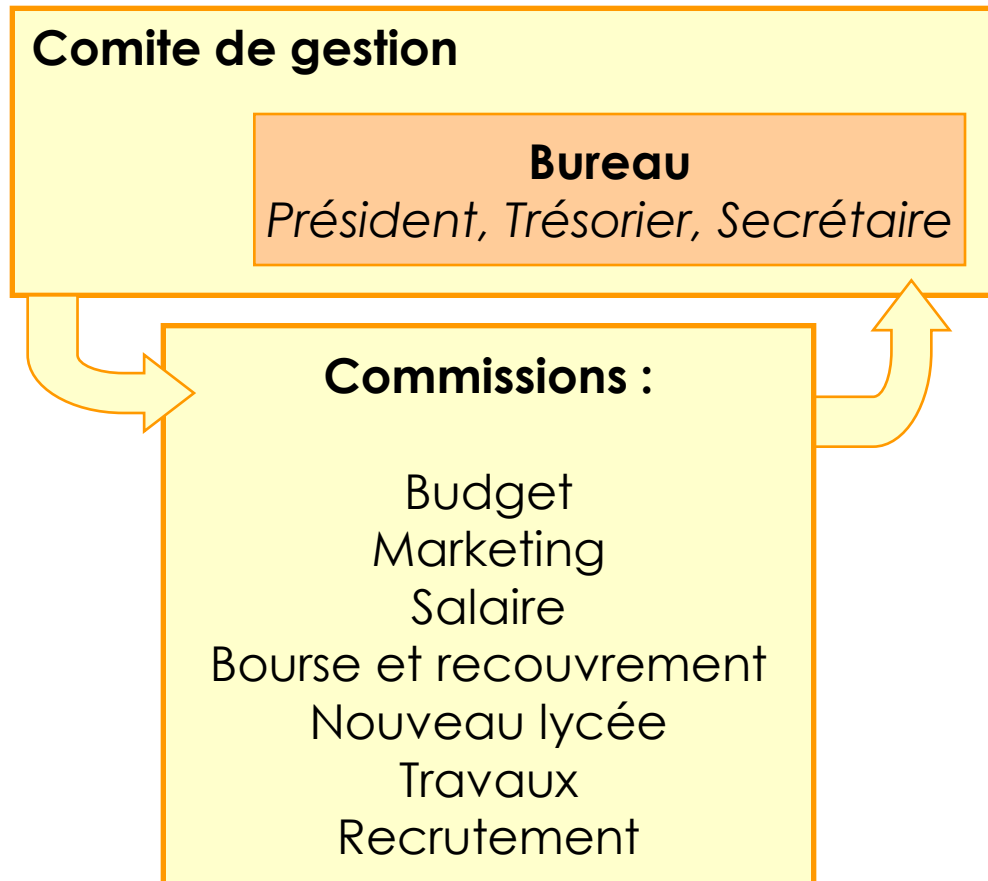 Comite de gestion
Bureau
Président, Trésorier, Secrétaire
Commissions :
Budget
Marketing
Salaire
Bourse et recouvrement
Nouveau lycée
Travaux
Recrutement